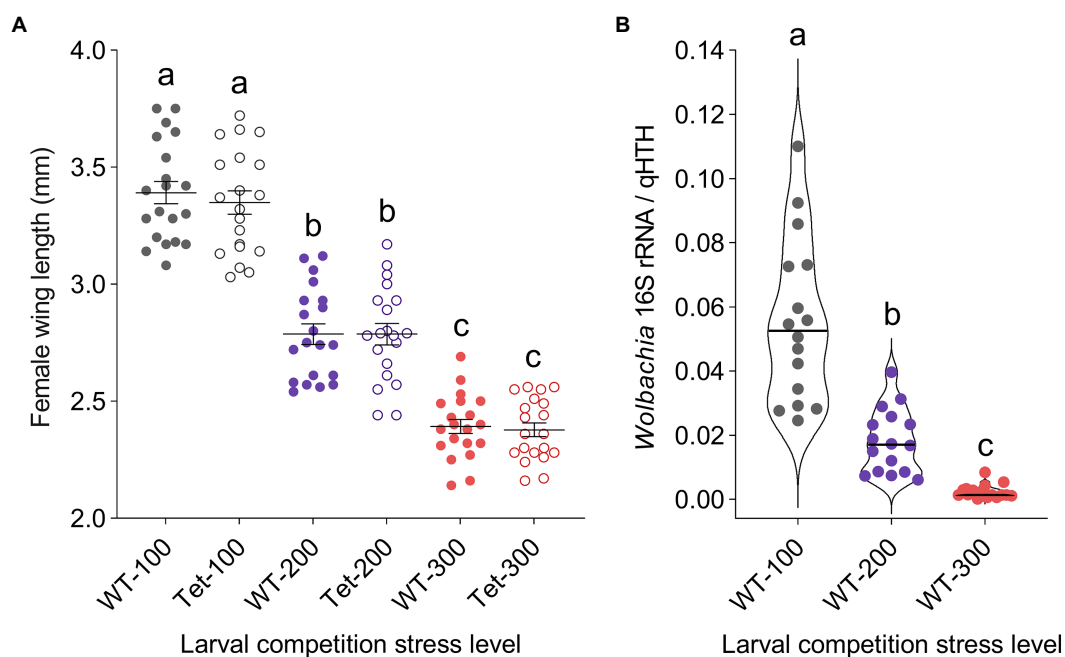 A
Female wing length (mm)
4.0
3.5
3.0
2.5
2.0
a
a
b
b
c
c
WT-100
Tet-100
WT-200
Tet-200
WT-300
Tet-300
Larval competition stress level
B
Wolbachia 16S rRNA / qHTH
0.14
0.12
0.10
0.08
0.06
0.04
0.02
0.00
a
b
c
WT-100
WT-200
WT-300
Larval competition stress level